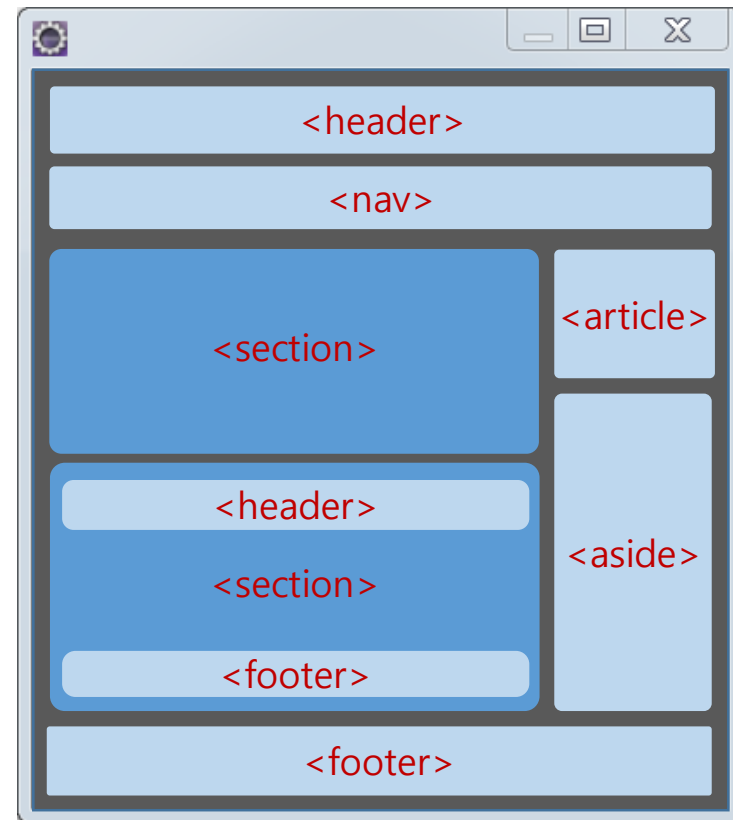 <header>
<nav>
<section>
<article>
<header>
<section>
<footer>
<aside>
<footer>